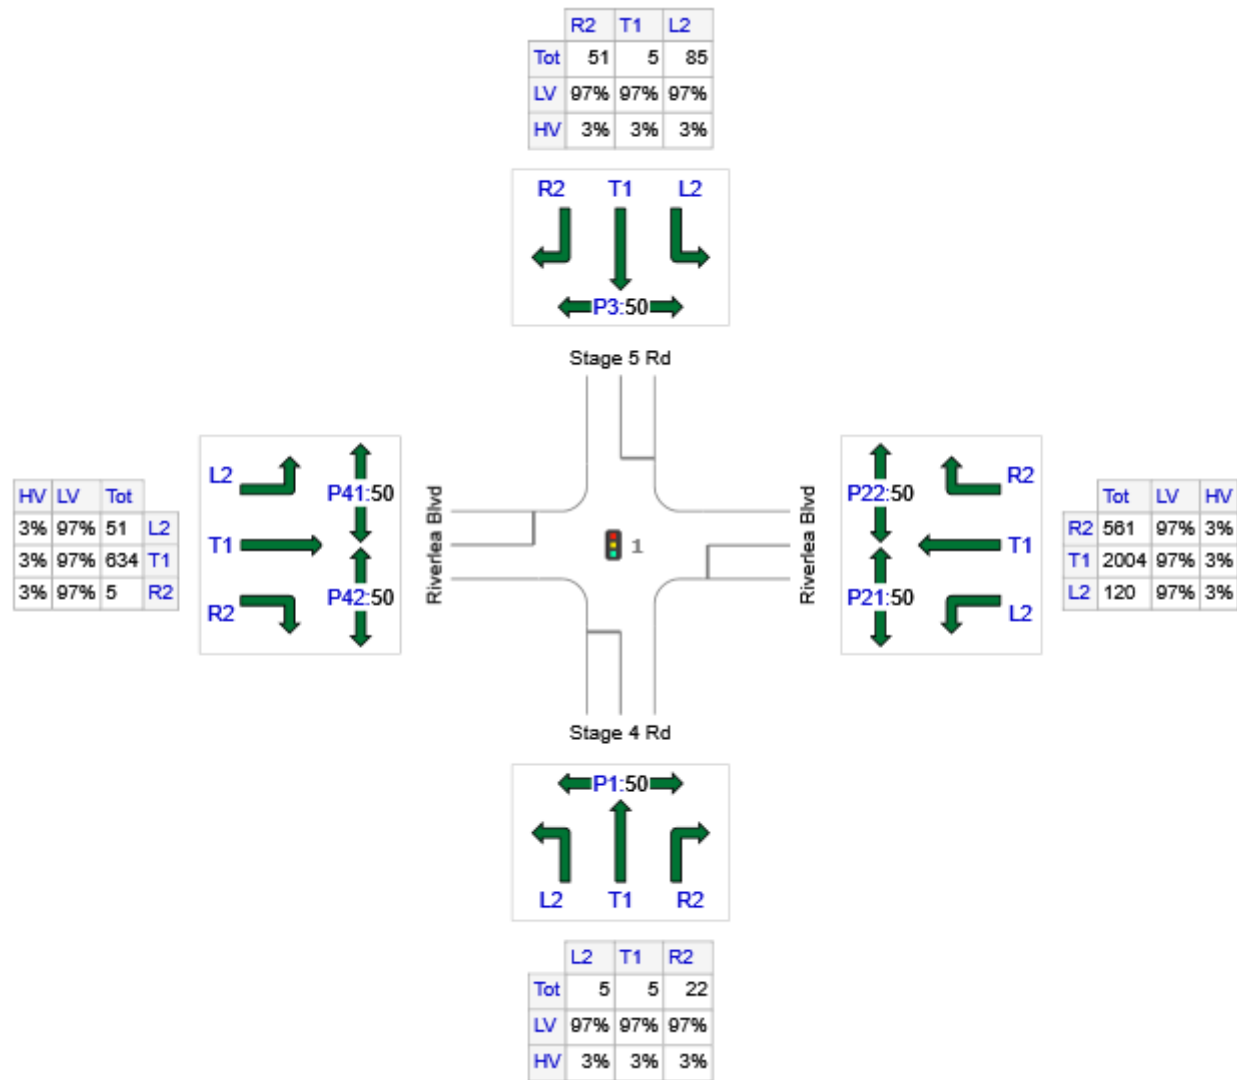 R2 T1 L2
Tot 51 5 85
LV 97% 97% 97%
HV 3% 3% 3%
R2 T1 L2
P3:50
Stage 5 Rd
HV LV Tot
3% 97% 51 L2
3% 97% 634 T1
3% 97% 5 R2
L2
P41:50
T1
P42:50
R2
Riverlea Blvd
1
Riverlea Blvd
P22:50
R2
T1
P21:50
L2
Tot LV HV
R2 561 97% 3%
T1 2004 97% 3%
L2 120 97% 3%
Stage 4 Rd
P1:50
L2 T1 R2
L2 T1 R2
Tot 5 5 22
LV 97% 97% 97%
HV 3% 3% 3%